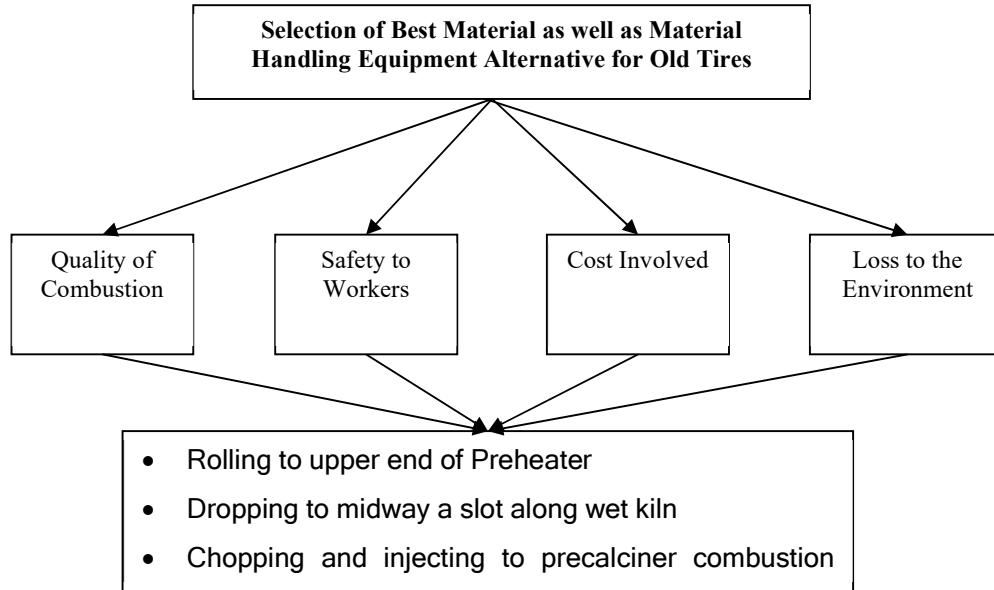 Selection of Best Material as well as Material
Handling Equipment Alternative for Old Tires
Quality of
Combustion
Safety to
Workers
Cost Involved
Loss to the
Environment
• Rolling to upper end of Preheater
• Dropping to midway a slot along wet kiln
• Chopping and injecting to precalciner combustion